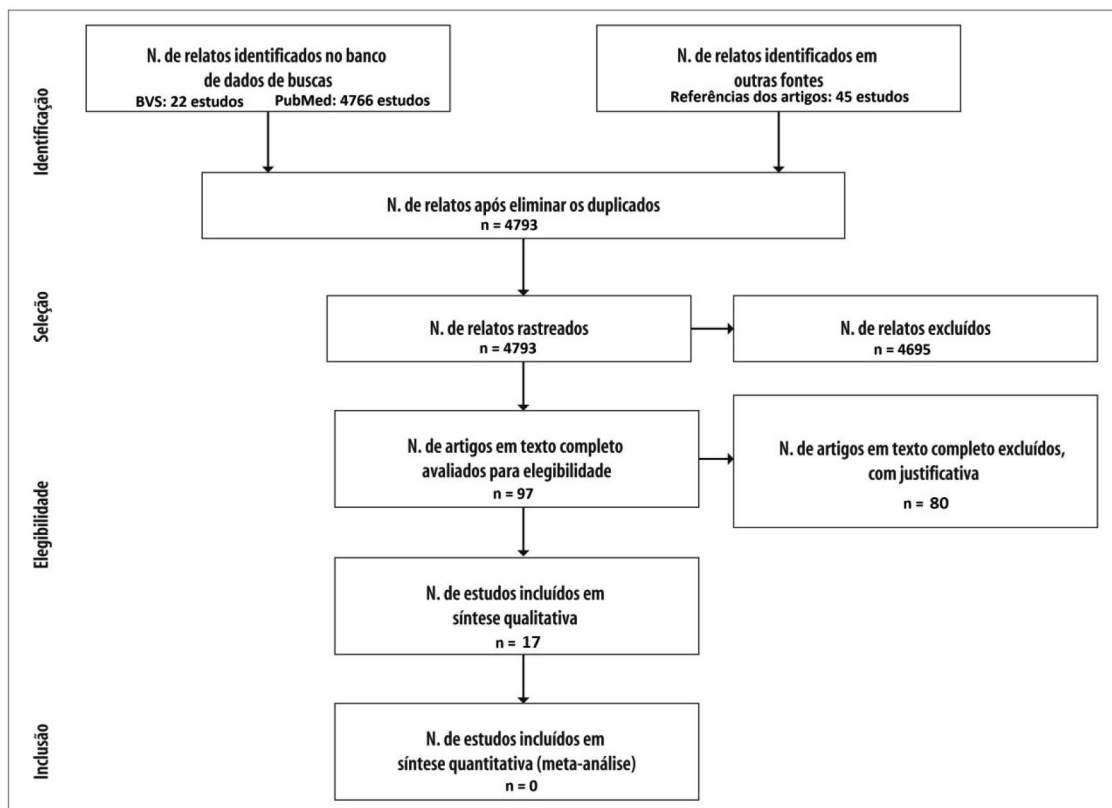 Identificação
N. de relatos identificados no banco
de dados de buscas
BVS: 22 estudos PubMed: 4766 estudos
N. de relatos identificados em
outras fontes
Referências dos artigos: 45 estudos
N. de relatos após eliminar os duplicados
n = 4793
Seleção
N. de relatos rastreados
n = 4793
N. de relatos excluídos
n = 4695
Elegibilidade
N. de artigos em texto completo
avaliados para elegibilidade
n = 97
N. de artigos em texto completo excluídos,
com justificativa
n = 80
N. de estudos incluídos em
síntese qualitativa
n = 17
Inclusão
N. de estudos incluídos em
síntese quantitativa (meta-análise)
n = 0